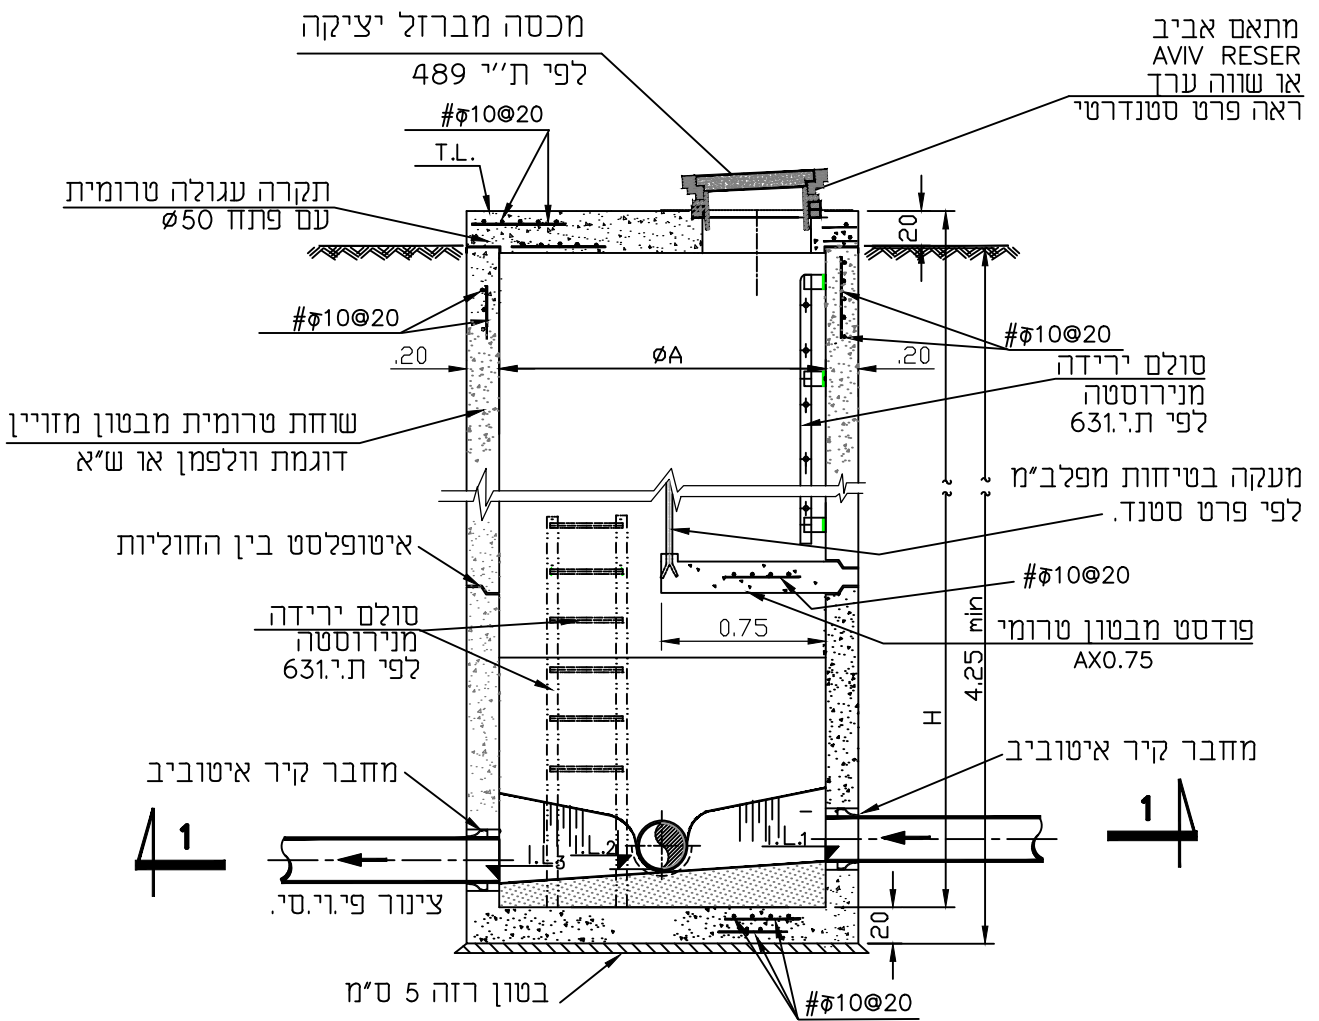 מכסה מברזל יציקה
לפי ת''י 489
מתאם אביב
AVIV RESER
או שווה ערך
ראה פרט סטנדרטי
# φ10@20
T.L.
תקרה עגולה טרומית
עם פתח ø50
20
#φ10@20
#φ10@20
.20
øA
.20
סולם ירידה
מנירוסטה
לפי ת.י.631
שוחת טרומית מבטון מזויין
דוגמת וולפמן או ש"א
מעקה בטיחות מפלב"מ
לפי פרט סטנד.
איטופלסט בין החוליות
#φ10@20
סולם ירידה
מנירוסטה
לפי ת.י.631
0.75
פודסט מבטון טרומי
AX0.75
4.25 min
H
מחבר קיר איטוביב
מחבר קיר איטוביב
1
1
I.L.1
I.L.2
I.L.3
צינור פי.וי.סי.
20
בטון רזה 5 ס"מ
#φ10@20